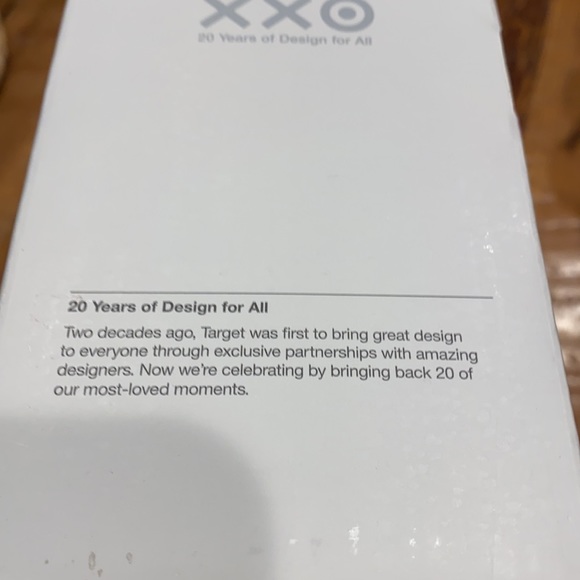 XXO
20 Years of Design for All
20 Years of Design for All
Two decades ago, Target was first to bring great design
to everyone through exclusive partnerships with amazing
designers. Now we're celebrating by bringing back 20 of
our most-loved moments.